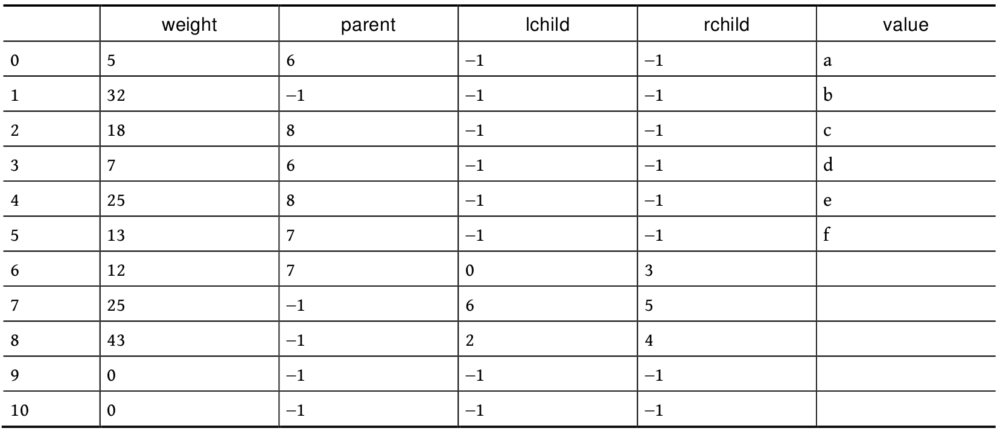 weight parent lchild rchild value
0 5 6 –1 –1 a
1 32 –1 –1 –1 b
2 18 8 –1 –1 c
3 7 6 –1 –1 d
4 25 8 –1 –1 e
5 13 7 –1 –1 f
6 12 7 0 3
7 25 –1 6 5
8 43 –1 2 4
9 0 –1 –1 –1
10 0 –1 –1 –1